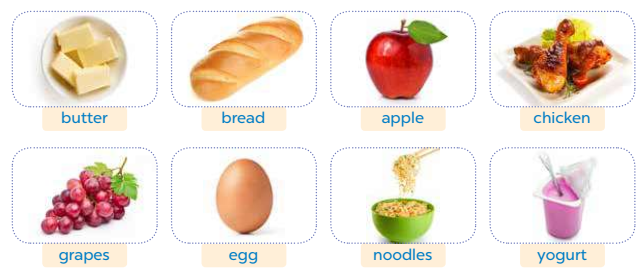 butter bread apple chicken
grapes egg noodles yogurt